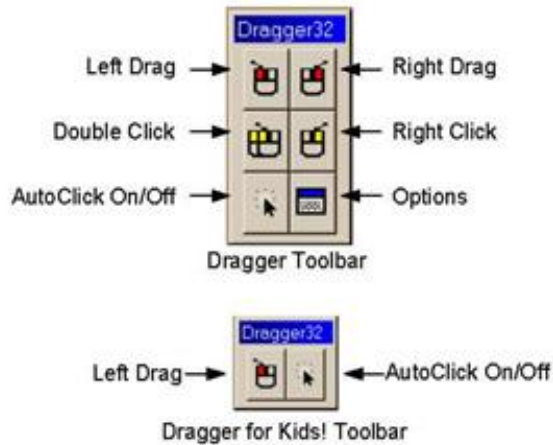 Dragger32
Left Drag
Right Drag
Double Click
Right Click
AutoClick On/Off
Options
Dragger Toolbar
Dragger32
Left Drag
AutoClick On/Off
Dragger for Kids! Toolbar